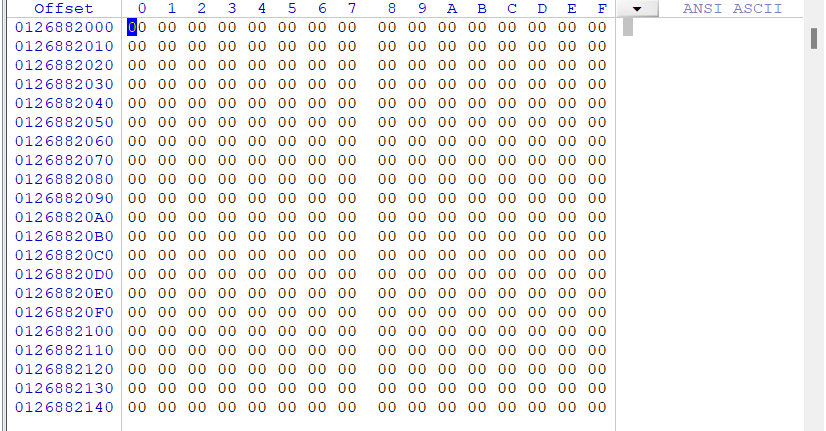 Offset 0 1 2 3 4 5 6 7 8 9 A B C D E F ANSI ASCII
0126882000 00 00 00 00 00 00 00 00 00 00 00 00 00 00 00 00
0126882010 00 00 00 00 00 00 00 00 00 00 00 00 00 00 00 00
0126882020 00 00 00 00 00 00 00 00 00 00 00 00 00 00 00 00
0126882030 00 00 00 00 00 00 00 00 00 00 00 00 00 00 00 00
0126882040 00 00 00 00 00 00 00 00 00 00 00 00 00 00 00 00
0126882050 00 00 00 00 00 00 00 00 00 00 00 00 00 00 00 00
0126882060 00 00 00 00 00 00 00 00 00 00 00 00 00 00 00 00
0126882070 00 00 00 00 00 00 00 00 00 00 00 00 00 00 00 00
0126882080 00 00 00 00 00 00 00 00 00 00 00 00 00 00 00 00
0126882090 00 00 00 00 00 00 00 00 00 00 00 00 00 00 00 00
01268820A0 00 00 00 00 00 00 00 00 00 00 00 00 00 00 00 00
01268820B0 00 00 00 00 00 00 00 00 00 00 00 00 00 00 00 00
01268820C0 00 00 00 00 00 00 00 00 00 00 00 00 00 00 00 00
01268820D0 00 00 00 00 00 00 00 00 00 00 00 00 00 00 00 00
01268820E0 00 00 00 00 00 00 00 00 00 00 00 00 00 00 00 00
01268820F0 00 00 00 00 00 00 00 00 00 00 00 00 00 00 00 00
0126882100 00 00 00 00 00 00 00 00 00 00 00 00 00 00 00 00
0126882110 00 00 00 00 00 00 00 00 00 00 00 00 00 00 00 00
0126882120 00 00 00 00 00 00 00 00 00 00 00 00 00 00 00 00
0126882130 00 00 00 00 00 00 00 00 00 00 00 00 00 00 00 00
0126882140 00 00 00 00 00 00 00 00 00 00 00 00 00 00 00 00